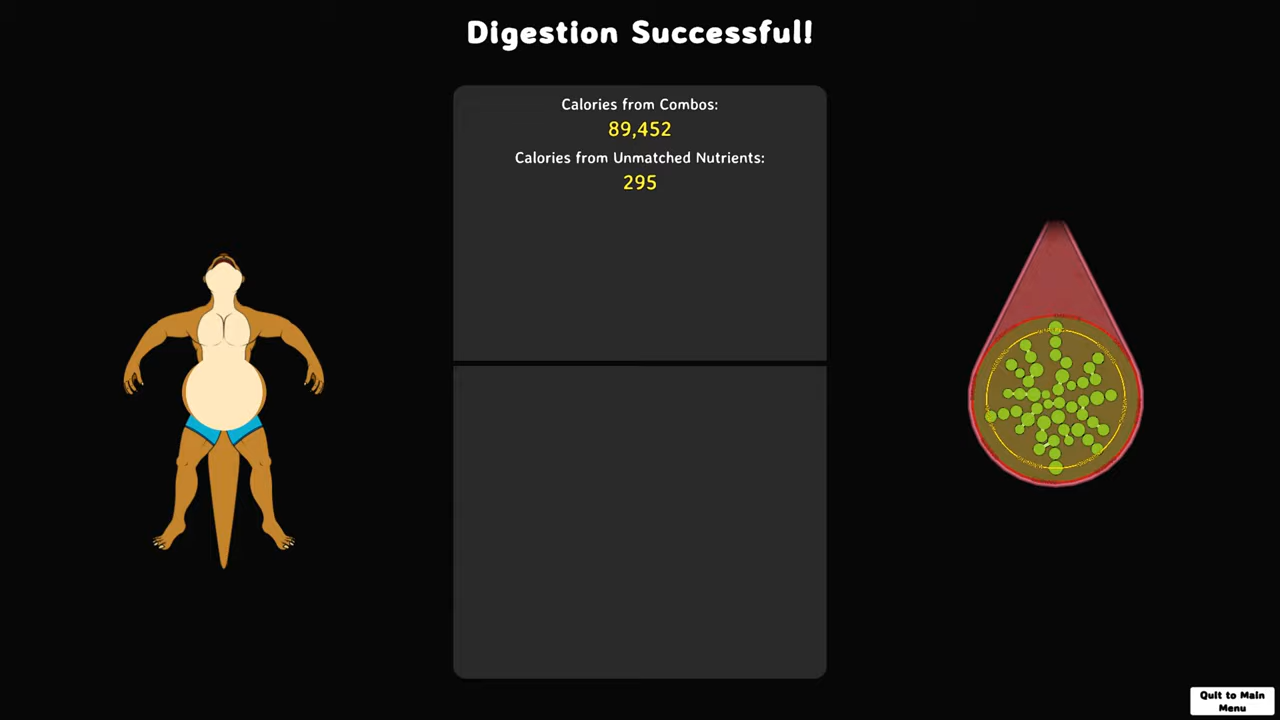 Digestion Successful!
Calories from Combos:
89,452
Calories from Unmatched Nutrients:
295
Quit to Main
Menu